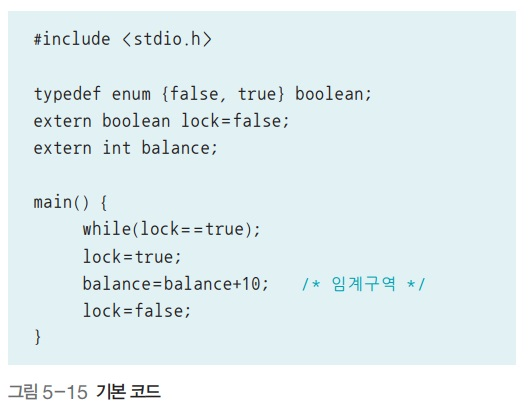 #include <stdio.h>
typedef enum {false, true} boolean;
extern boolean lock=false;
extern int balance;
main() {
while(lock==true);
lock=true;
balance=balance+10; /* 임계구역 */
lock=false;
}
그림 5-15 기본 코드